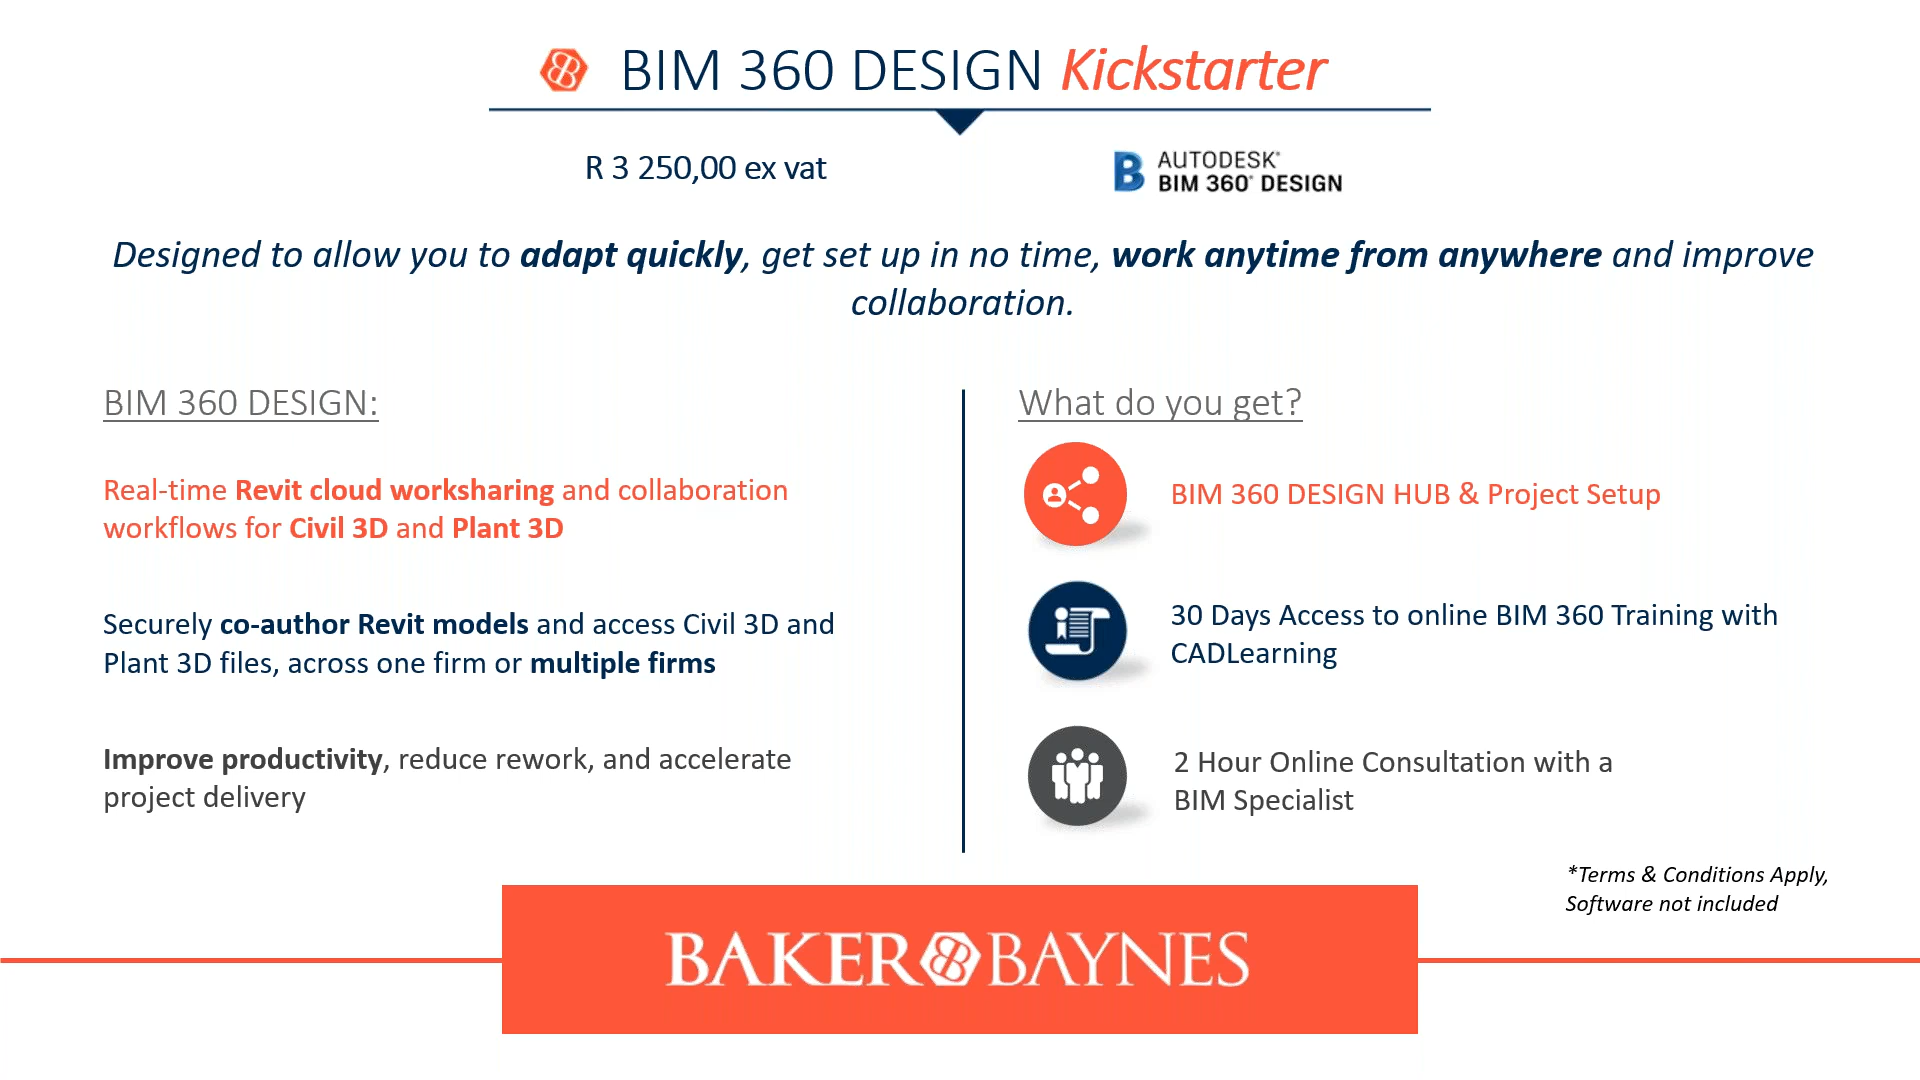 BIM 360 DESIGN Kickstarter
R 3 250,00 ex vat
AUTODESK®
BIM 360® DESIGN
Designed to allow you to adapt quickly, get set up in no time, work anytime from anywhere and improve
collaboration.
BIM 360 DESIGN:
Real-time Revit cloud worksharing and collaboration
workflows for Civil 3D and Plant 3D
Securely co-author Revit models and access Civil 3D and
Plant 3D files, across one firm or multiple firms
Improve productivity, reduce rework, and accelerate
project delivery
What do you get?
BIM 360 DESIGN HUB & Project Setup
30 Days Access to online BIM 360 Training with
CADLearning
2 Hour Online Consultation with a
BIM Specialist
*Terms & Conditions Apply,
Software not included
BAKER BAYNES